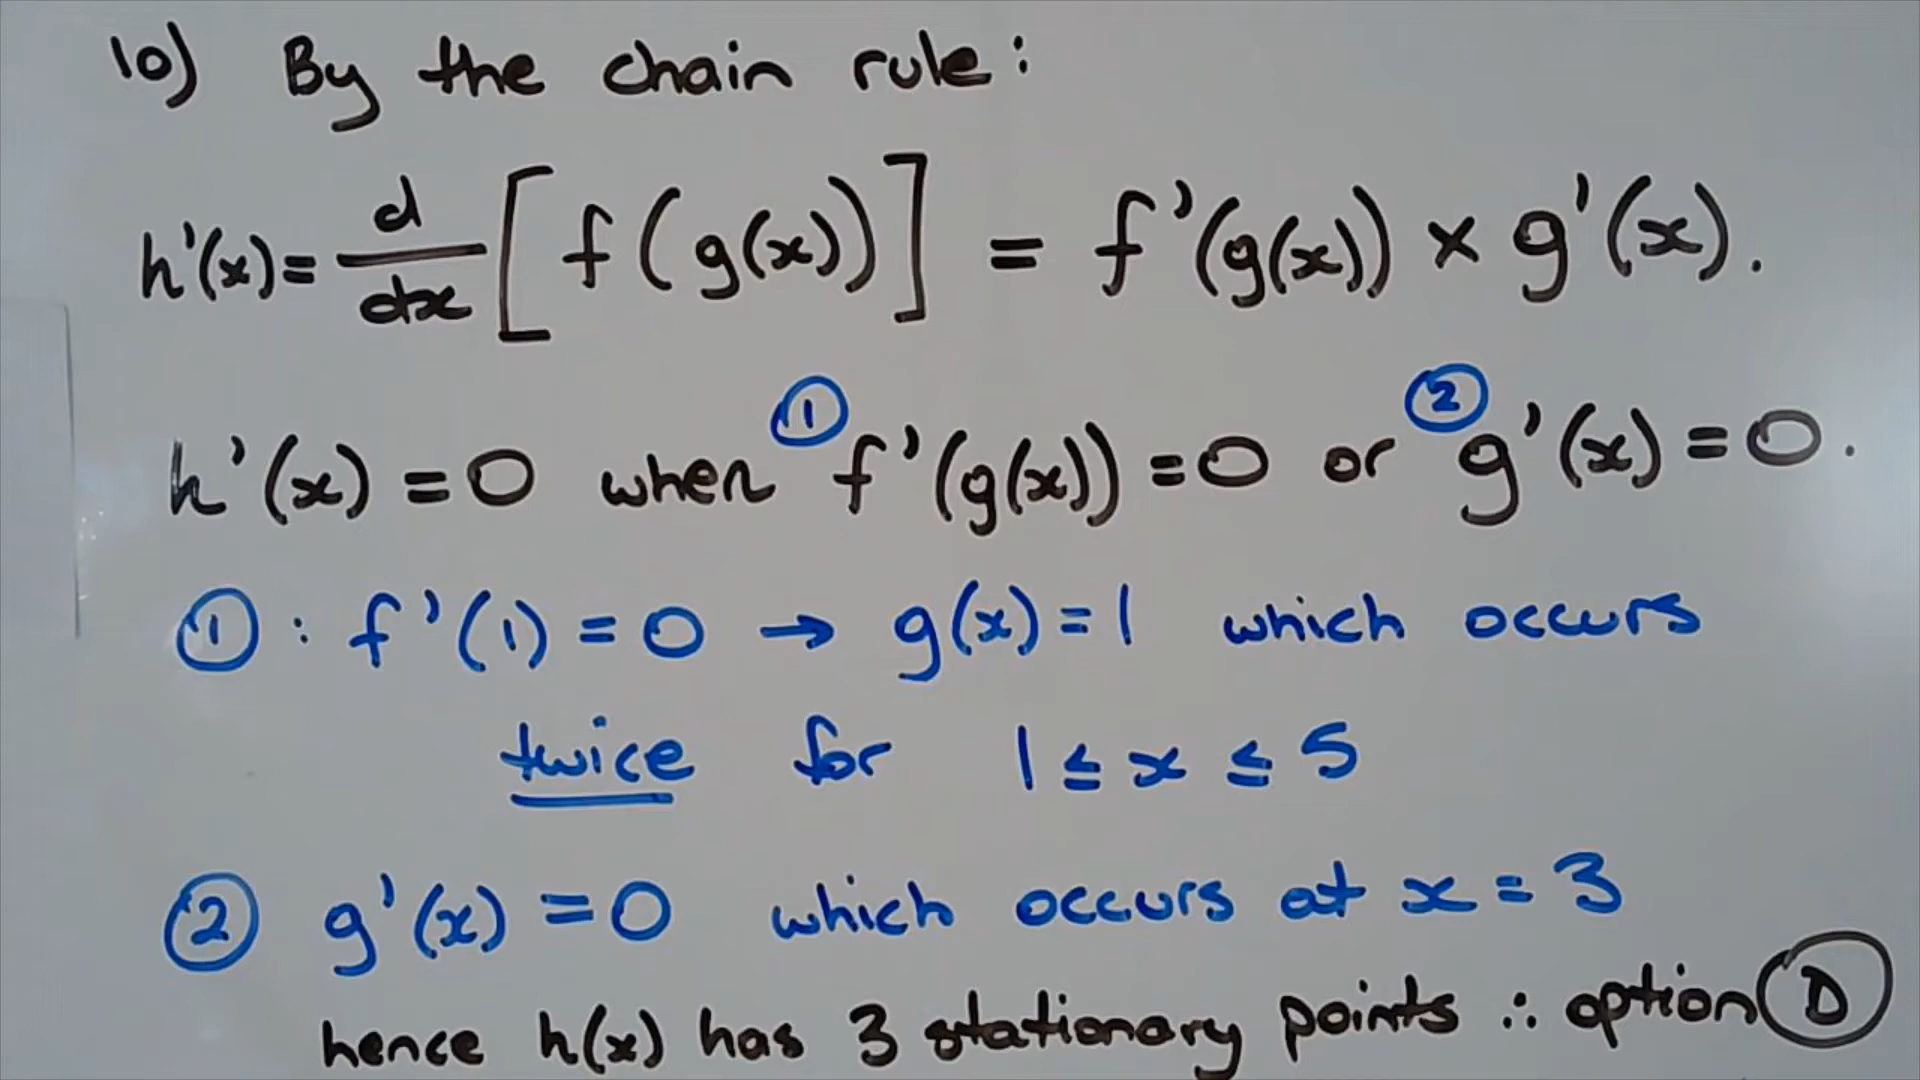 10) By the chain rule:
h'(x) = d/dx [f(g(x))] = f'(g(x)) × g'(x).
① ②
h'(x) = 0 when f'(g(x)) = 0 or g'(x) = 0.
① : f'(1) = 0 → g(x) = 1 which occurs
twice for 1 ≤ x ≤ 5
② g'(x) = 0 which occurs at x = 3
hence h(x) has 3 stationary points ∴ option D